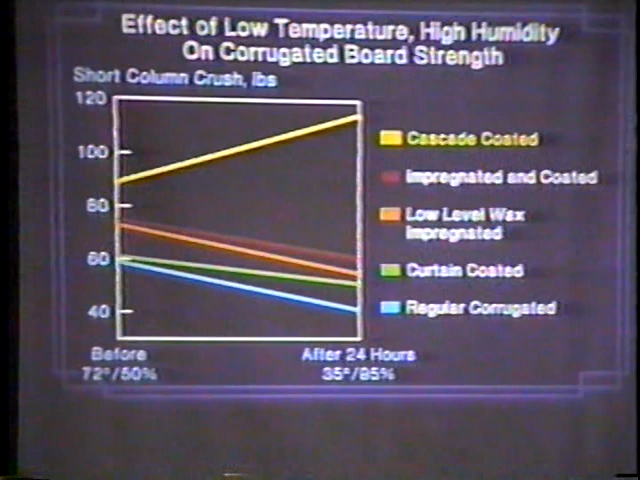 Effect of Low Temperature, High Humidity
On Corrugated Board Strength
Short Column Crush, lbs
120
100
80
60
40
Before
72°/50%
After 24 Hours
35°/95%
Cascade Coated
Impregnated and Coated
Low Level Wax
Impregnated
Curtain Coated
Regular Corrugated